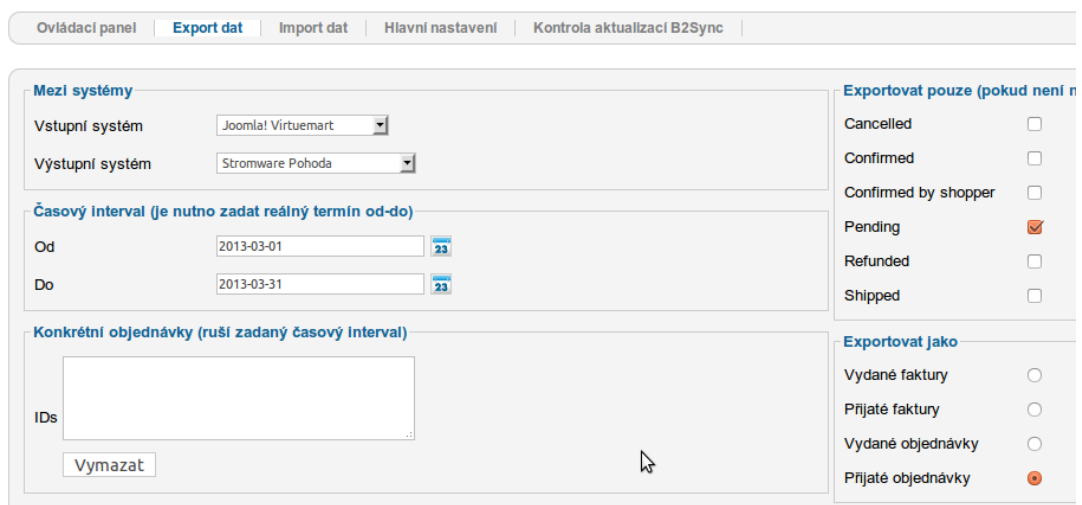 Ovládací panel Export dat Import dat Hlavní nastavení Kontrola aktualizací B2Sync
Mezi systémy
Vstupní systém Joomla! Virtuemart
Výstupní systém Stromware Pohoda
Časový interval (je nutno zadat reálný termín od-do)
Od 2013-03-01 23
Do 2013-03-31 23
Konkrétní objednávky (ruší zadaný časový interval)
IDs
Vymazat
Exportovat pouze (pokud není
Cancelled
Confirmed
Confirmed by shopper
Pending
Refunded
Shipped
Exportovat jako
Vydané faktury
Přijaté faktury
Vydané objednávky
Přijaté objednávky